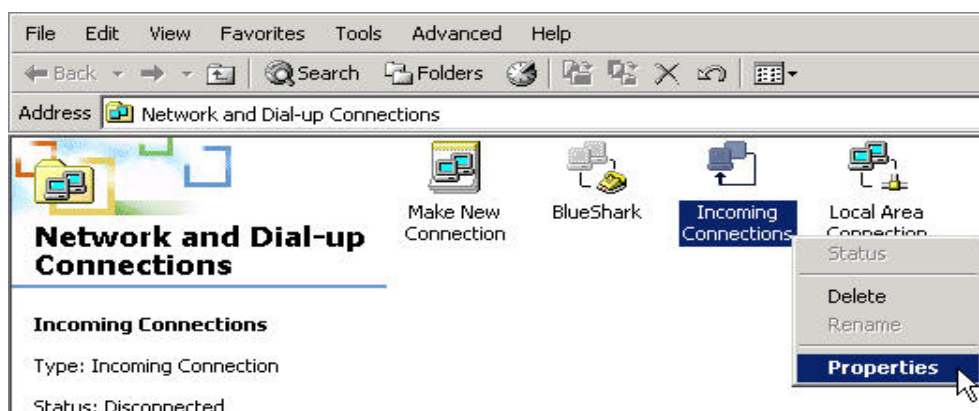 File Edit View Favorites Tools Advanced Help
Back Search Folders
Address Network and Dial-up Connections
Network and Dial-up
Connections
Incoming Connections
Type: Incoming Connection
Status: Disconnected
Make New
Connection
BlueShark
Incoming
Connections
Local Area
Connection
Status
Delete
Rename
Properties